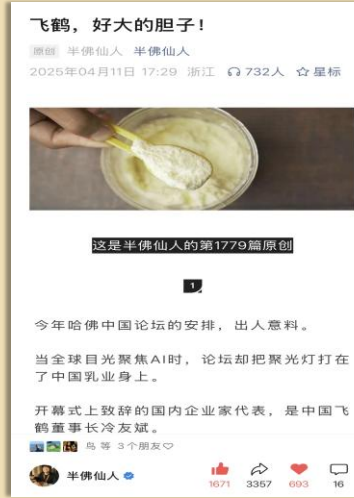 飞鹤，好大的胆子！
原创 半佛仙人 半佛仙人
2025年04月11日 17:29 浙江 732人 星标
这是半佛仙人的第1779篇原创
1
今年哈佛中国论坛的安排，出人意料。
当全球目光聚焦AI时，论坛却把聚光灯打在
了中国乳业身上。
开幕式上致辞的国内企业家代表，是中国飞
鹤董事长冷友斌。
鸟 等 3个朋友
半佛仙人 1671 3357 693 16